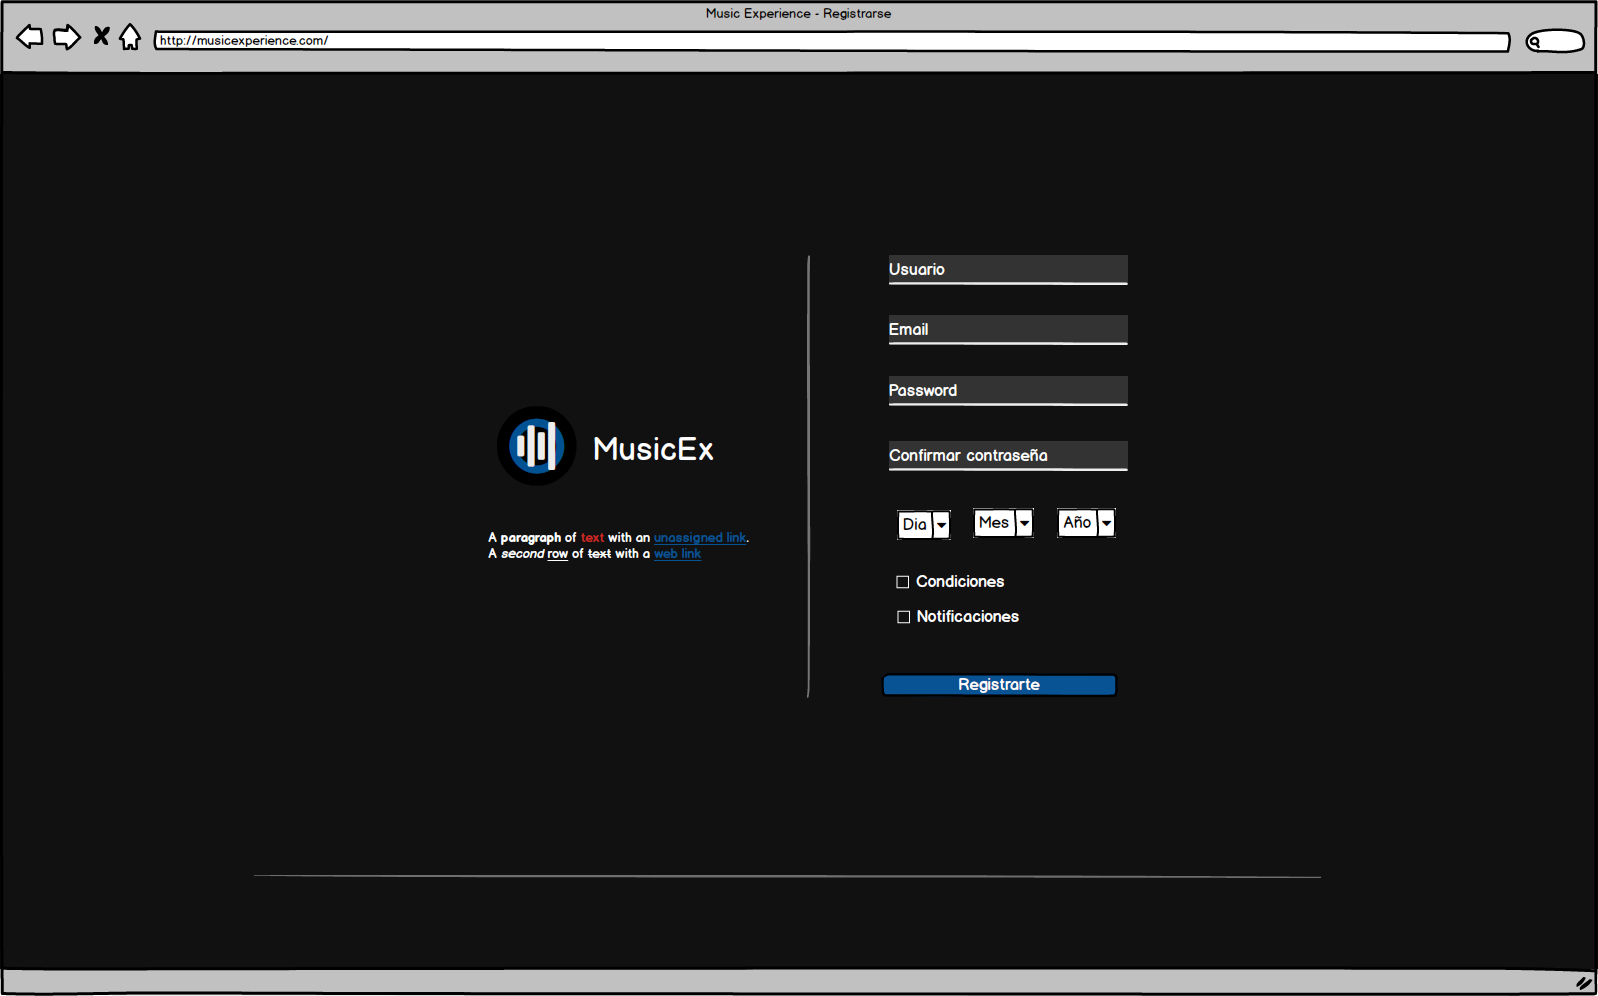 Music Experience - Registrarse
http://musicexperience.com/
MusicEx
A paragraph of text with an unassigned link.
A second row of text with a web link
Usuario
Email
Password
Confirmar contraseña
Dia Mes Año
Condiciones
Notificaciones
Registrarte